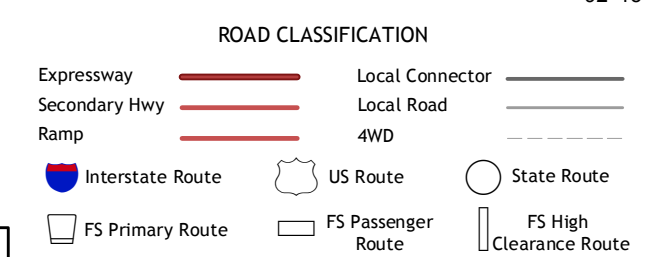 ROAD CLASSIFICATION
Expressway
Local Connector
Secondary Hwy
Local Road
Ramp
4WD
Interstate Route
US Route
State Route
FS Primary Route
FS Passenger
Route
FS High
Clearance Route